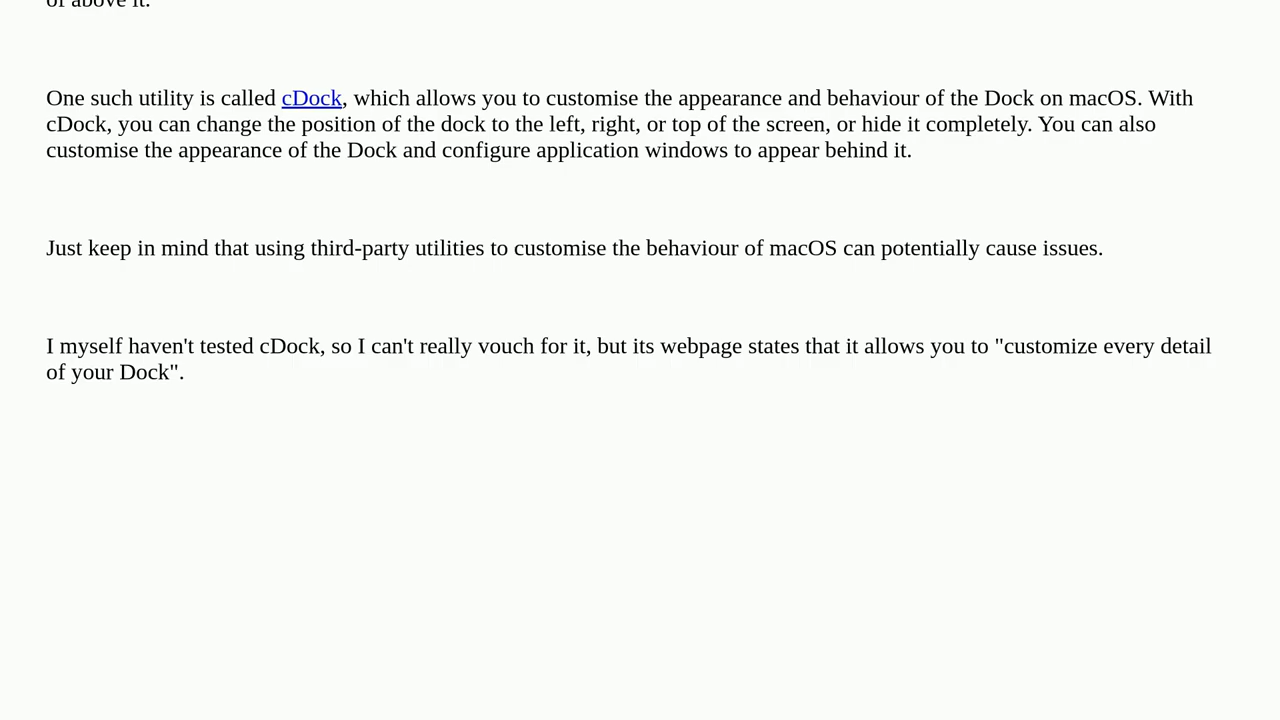 of above it.
One such utility is called cDock, which allows you to customise the appearance and behaviour of the Dock on macOS. With
cDock, you can change the position of the dock to the left, right, or top of the screen, or hide it completely. You can also
customise the appearance of the Dock and configure application windows to appear behind it.
Just keep in mind that using third-party utilities to customise the behaviour of macOS can potentially cause issues.
I myself haven't tested cDock, so I can't really vouch for it, but its webpage states that it allows you to "customize every detail
of your Dock".